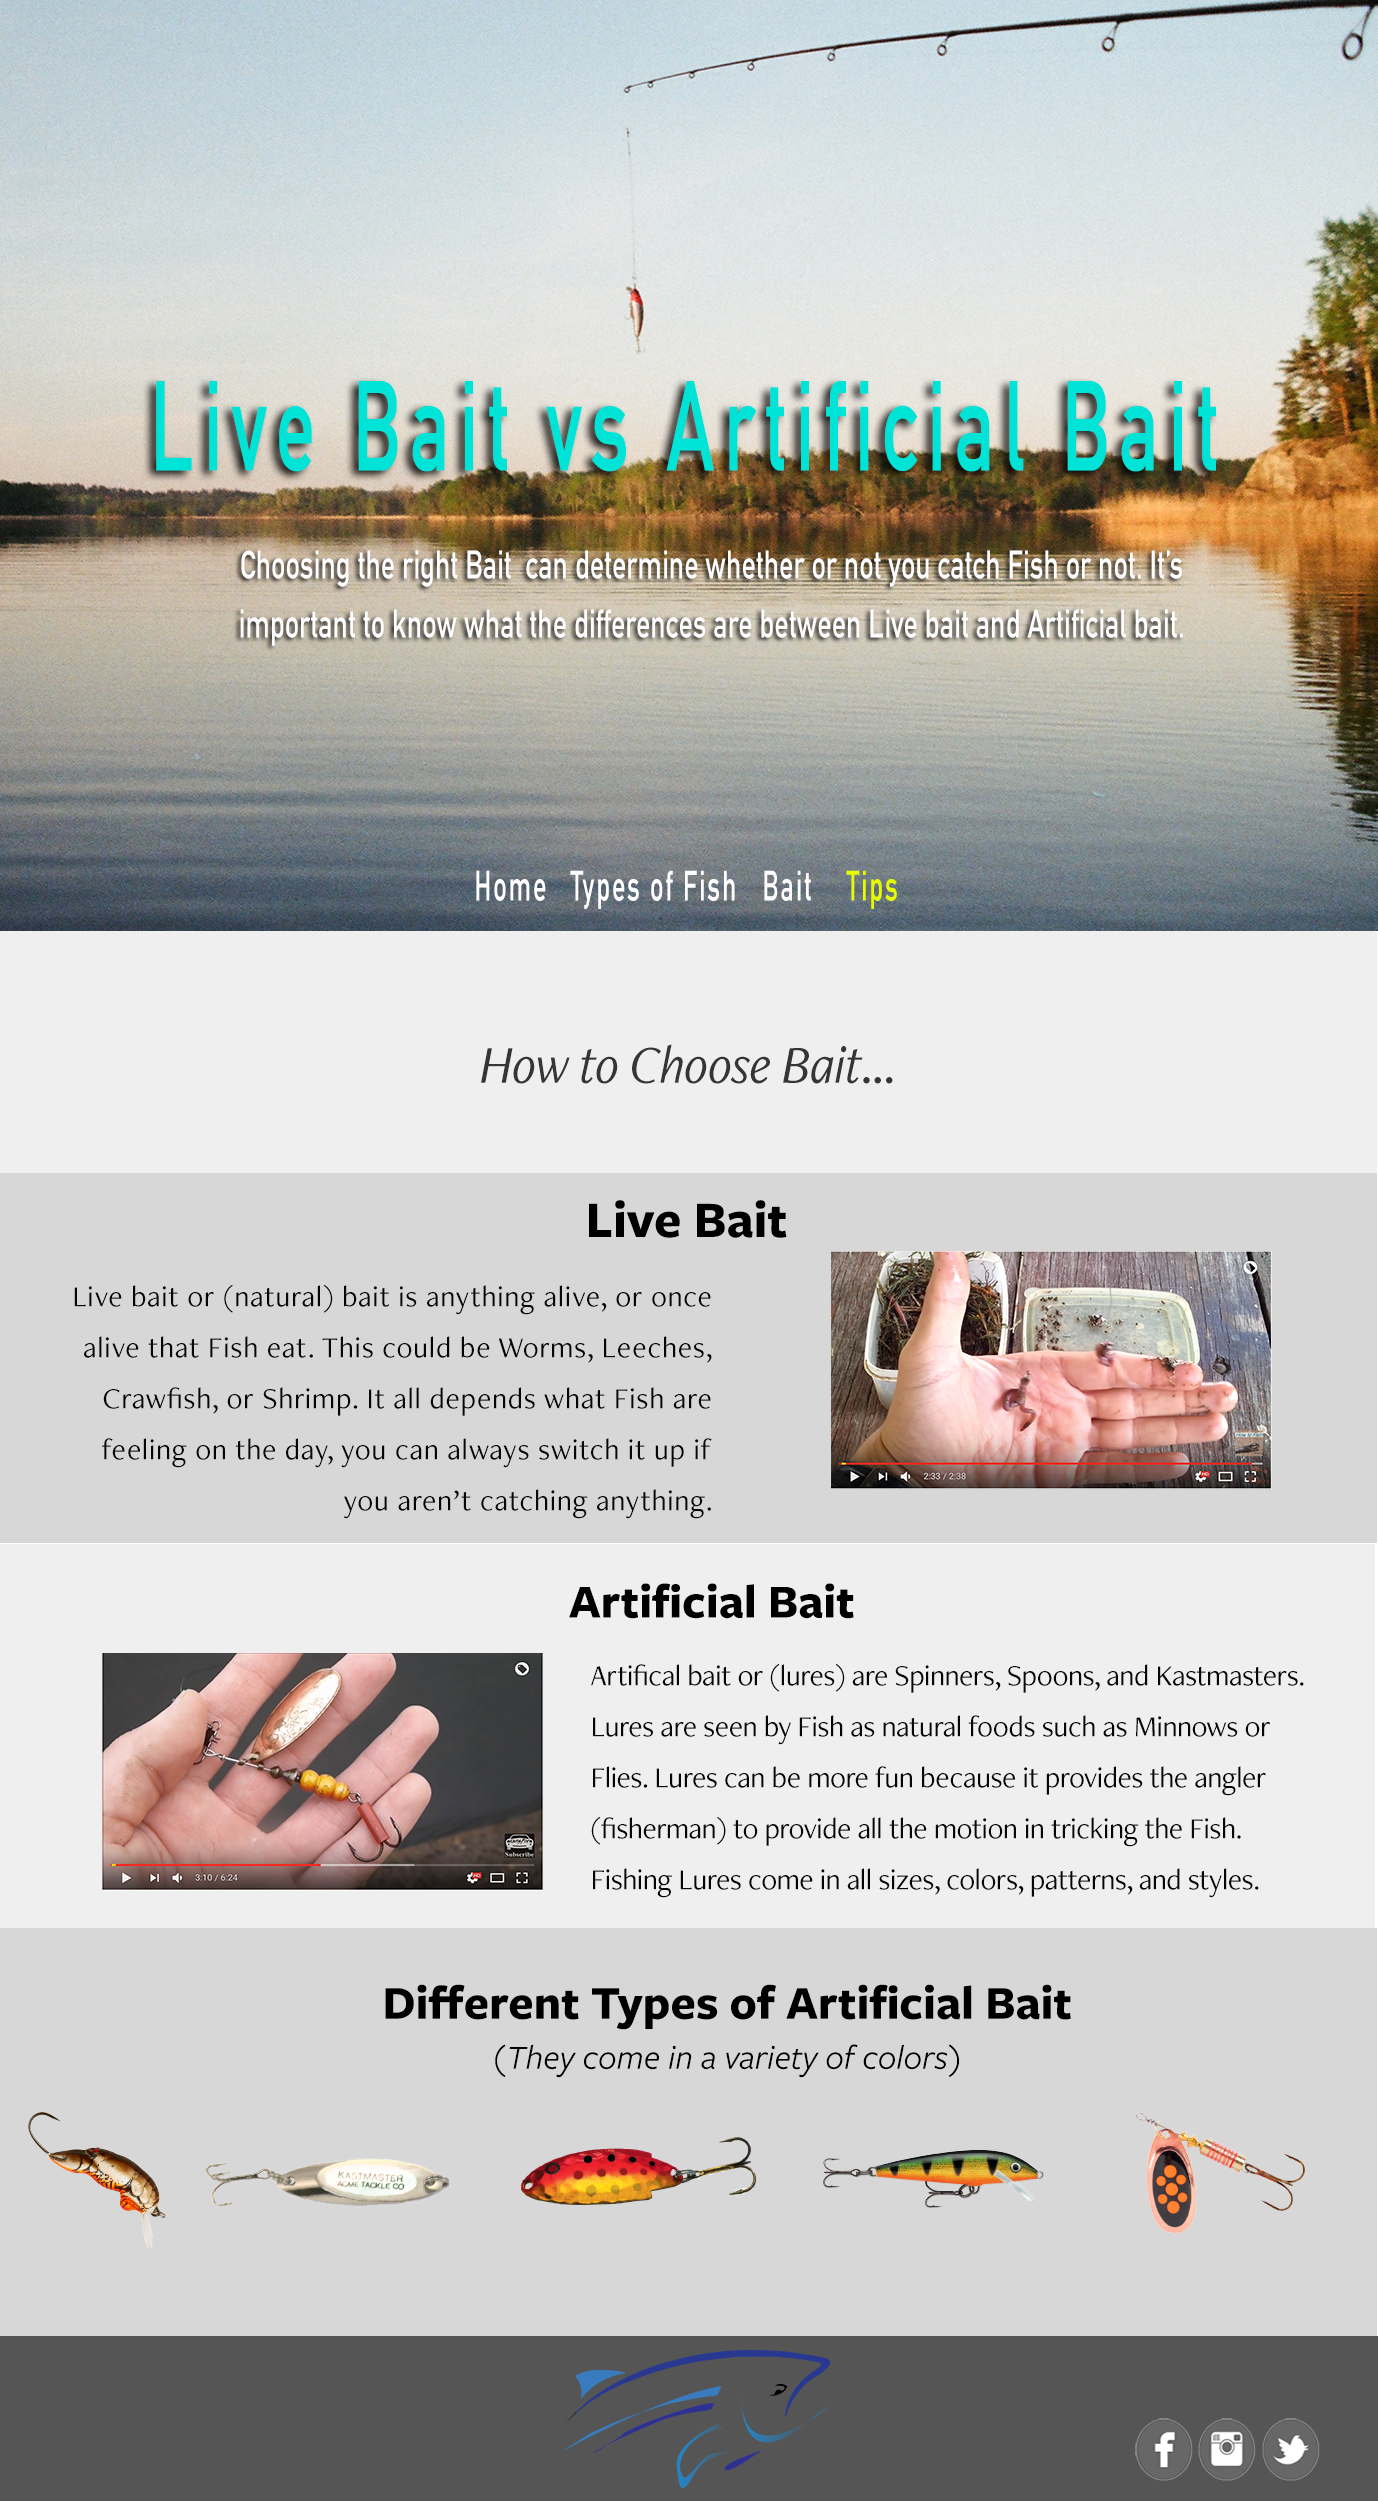 Live Bait vs Artificial Bait
Choosing the right Bait can determine whether or not you catch Fish or not. It's
important to know what the differences are between Live bait and Artificial bait.
Home Types of Fish Bait Tips
How to Choose Bait...
Live Bait
Live bait or (natural) bait is anything alive, or once
alive that Fish eat. This could be Worms, Leeches,
Crawfish, or Shrimp. It all depends what Fish are
feeling on the day, you can always switch it up if
you aren't catching anything.
2:33 / 2:38
Artificial Bait
Artifical bait or (lures) are Spinners, Spoons, and Kastmasters.
Lures are seen by Fish as natural foods such as Minnows or
Flies. Lures can be more fun because it provides the angler
(fisherman) to provide all the motion in tricking the Fish.
Fishing Lures come in all sizes, colors, patterns, and styles.
Subscribe
3:10 / 6:24
Different Types of Artificial Bait
(They come in a variety of colors)
KASTMASTER
ACME TACKLE CO